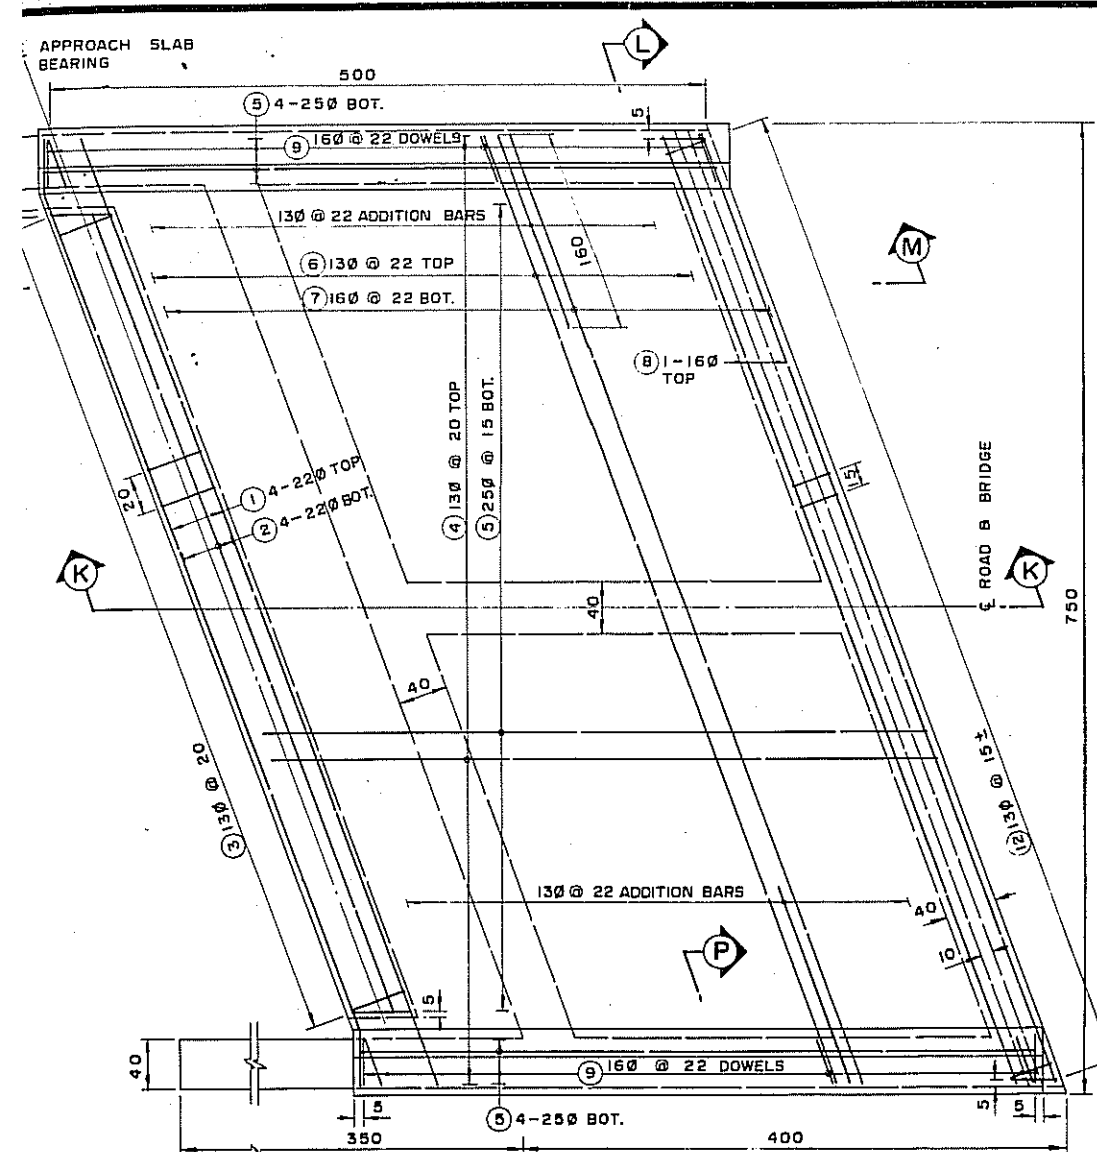 APPROACH SLAB
BEARING
L
500
⑤ 4-25Ø BOT.
5
⑨ 16Ø @ 22 DOWELS
13Ø @ 22 ADDITION BARS
160
M
⑥ 13Ø @ 22 TOP
⑦ 16Ø @ 22 BOT.
⑧ 1-16Ø
TOP
④ 13Ø @ 20 TOP
⑤ 25Ø @ 15 BOT.
20
① 4-22Ø TOP
② 4-22Ø BOT.
15
℄ ROAD B BRIDGE
K
K
40
750
40
③ 13Ø @ 20
⑫ 13Ø @ 15 ±
13Ø @ 22 ADDITION BARS
40
10
P
5
40
⑨ 16Ø @ 22 DOWELS
5
5
5
⑤ 4-25Ø BOT.
350
400